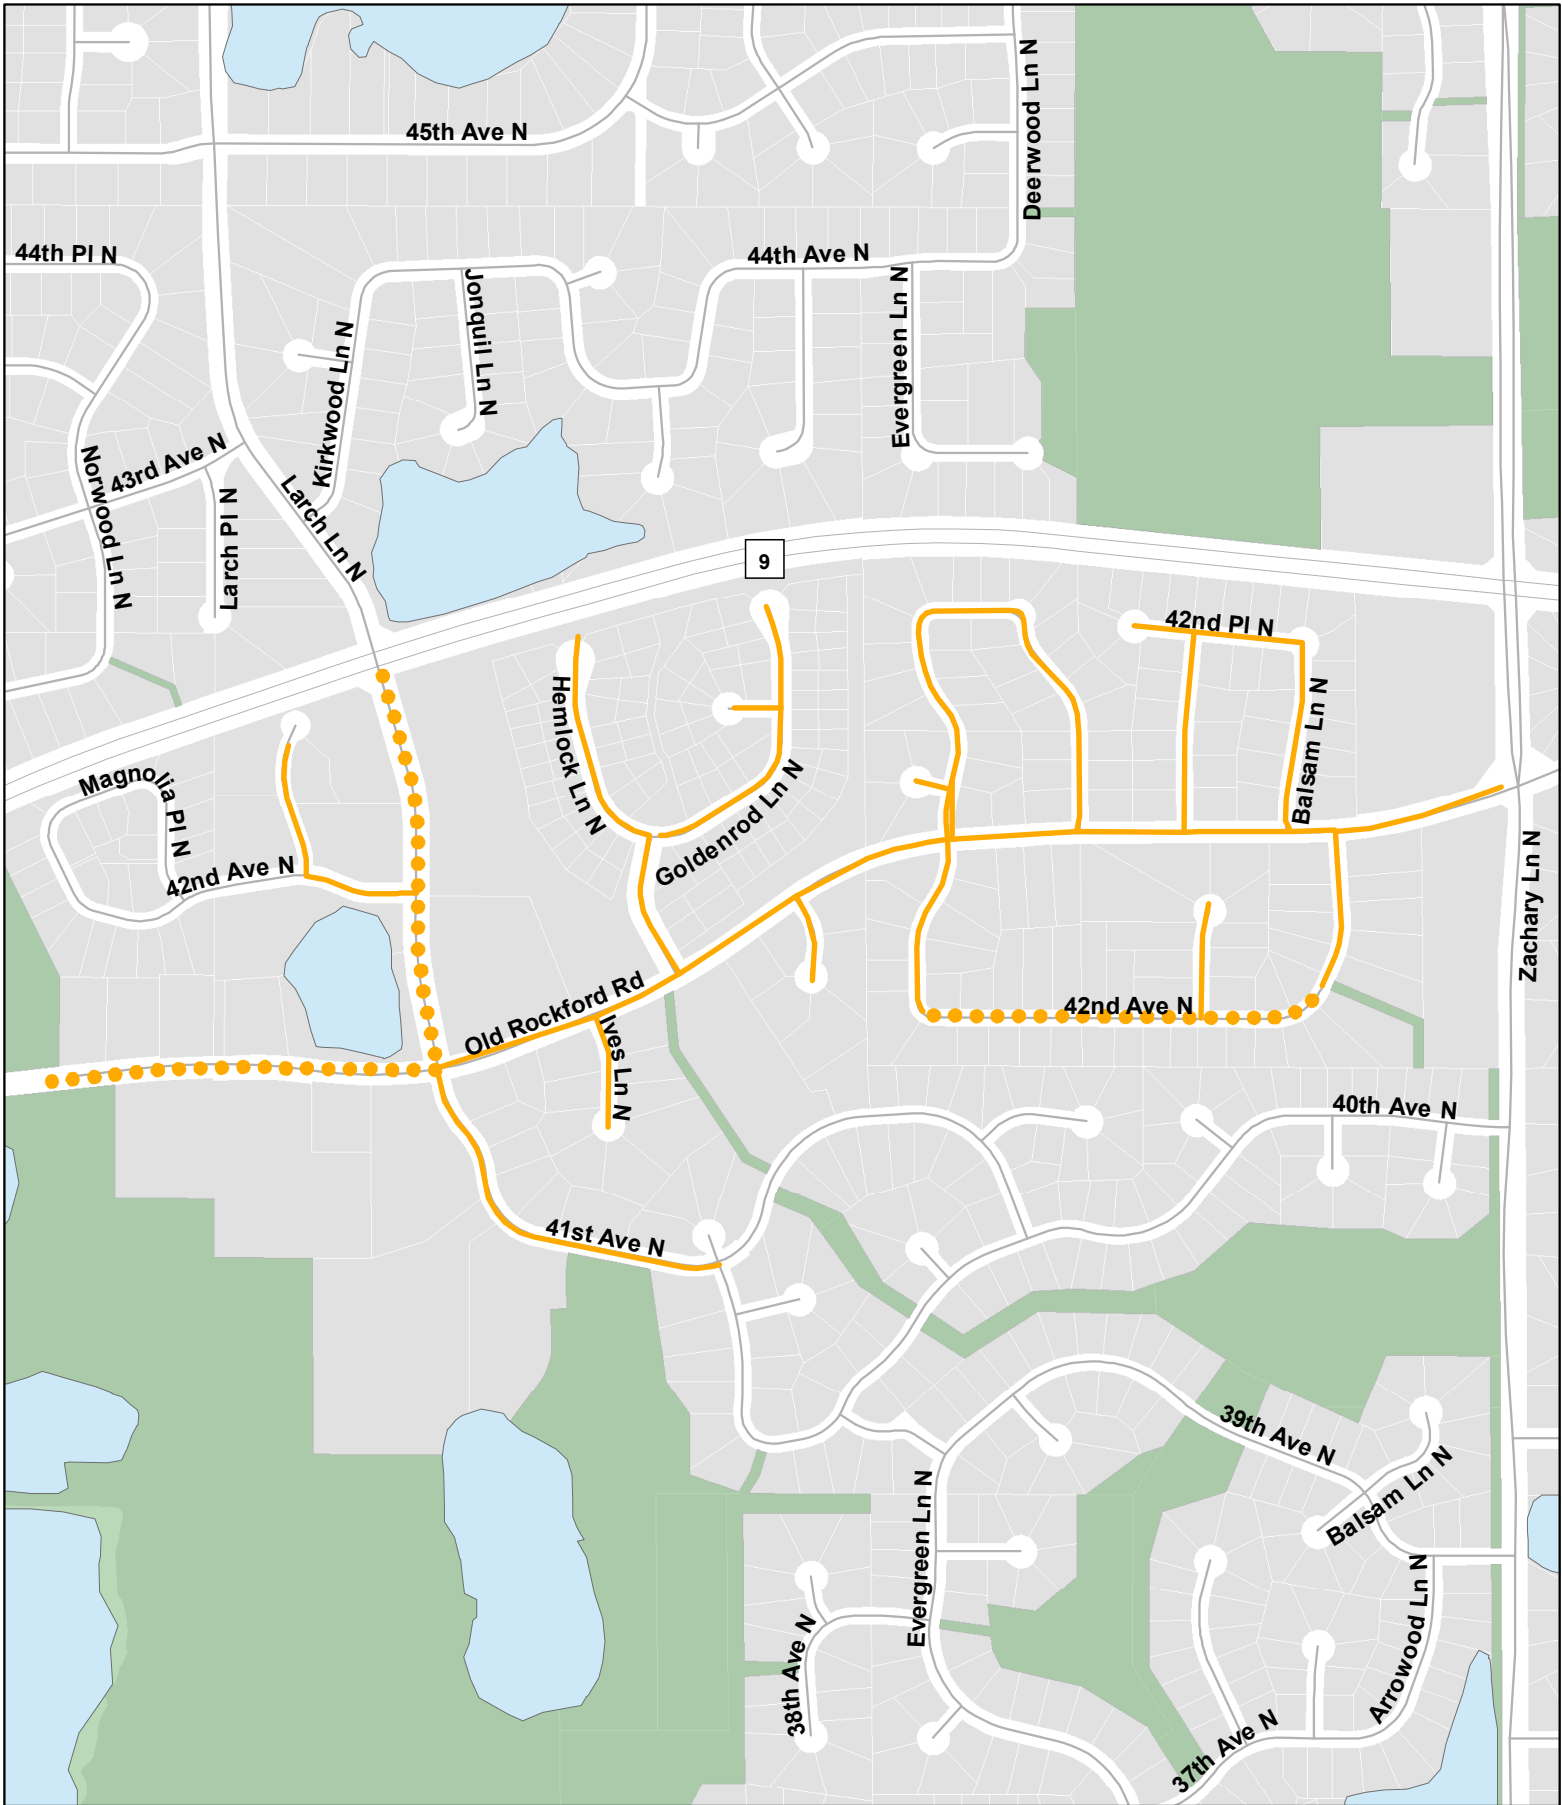 Deerwood Ln N
45th Ave N
44th Pl N
44th Ave N
Jonquil Ln N
Evergreen Ln N
Kirkwood Ln N
43rd Ave N
Norwood Ln N
Larch Ln N
Larch Pl N
9
42nd Pl N
Hemlock Ln N
Balsam Ln N
Magnolia Pl N
Goldenrod Ln N
42nd Ave N
Zachary Ln N
Old Rockford Rd
42nd Ave N
Ives Ln N
40th Ave N
41st Ave N
39th Ave N
Balsam Ln N
Evergreen Ln N
Arrowood Ln N
38th Ave N
37th Ave N